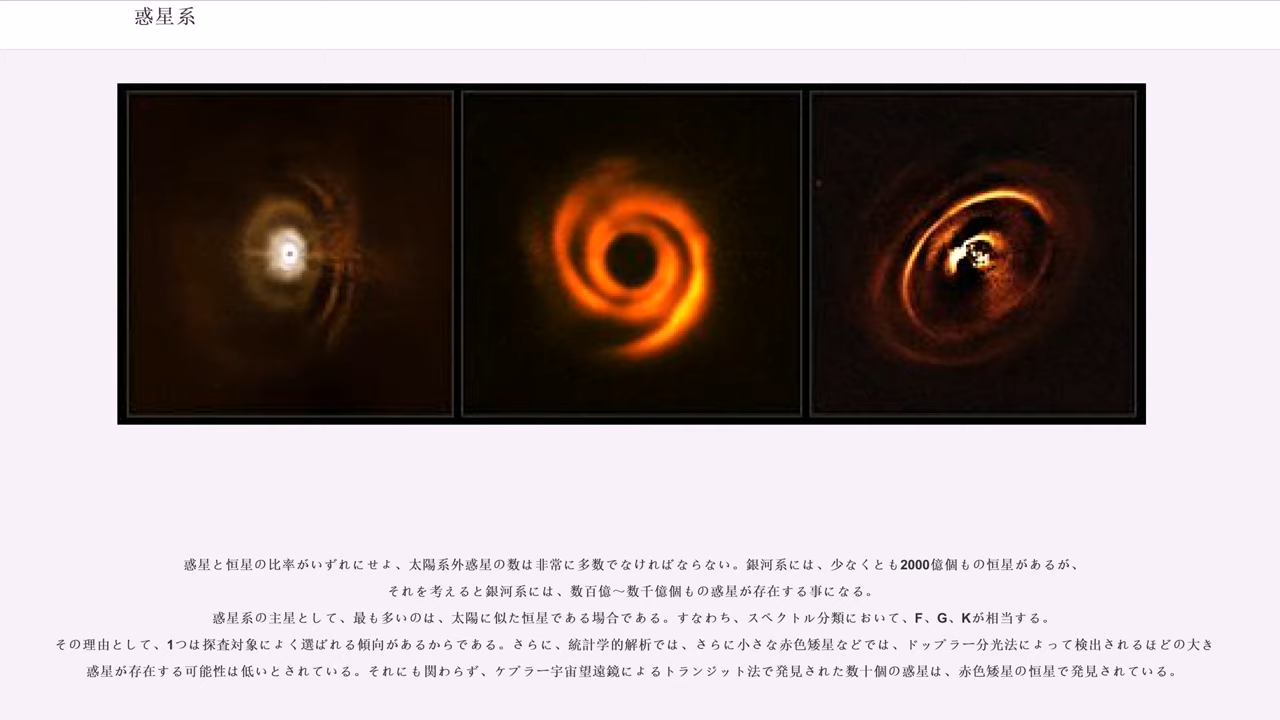 惑星系
惑星と恒星の比率がいずれにせよ、太陽系外惑星の数は非常に多数でなければならない。銀河系には、少なくとも2000億個もの恒星があるが、
それを考えると銀河系には、数百億〜数千億個もの惑星が存在する事になる。
惑星系の主星として、最も多いのは、太陽に似た恒星である場合である。すなわち、スペクトル分類において、F、G、Kが相当する。
その理由として、1つは探査対象によく選ばれる傾向があるからである。さらに、統計学的解析では、さらに小さな赤色矮星などでは、ドップラー分光法によって検出されるほどの大き
惑星が存在する可能性は低いとされている。それにも関わらず、ケプラー宇宙望遠鏡によるトランジット法で発見された数十個の惑星は、赤色矮星の恒星で発見されている。